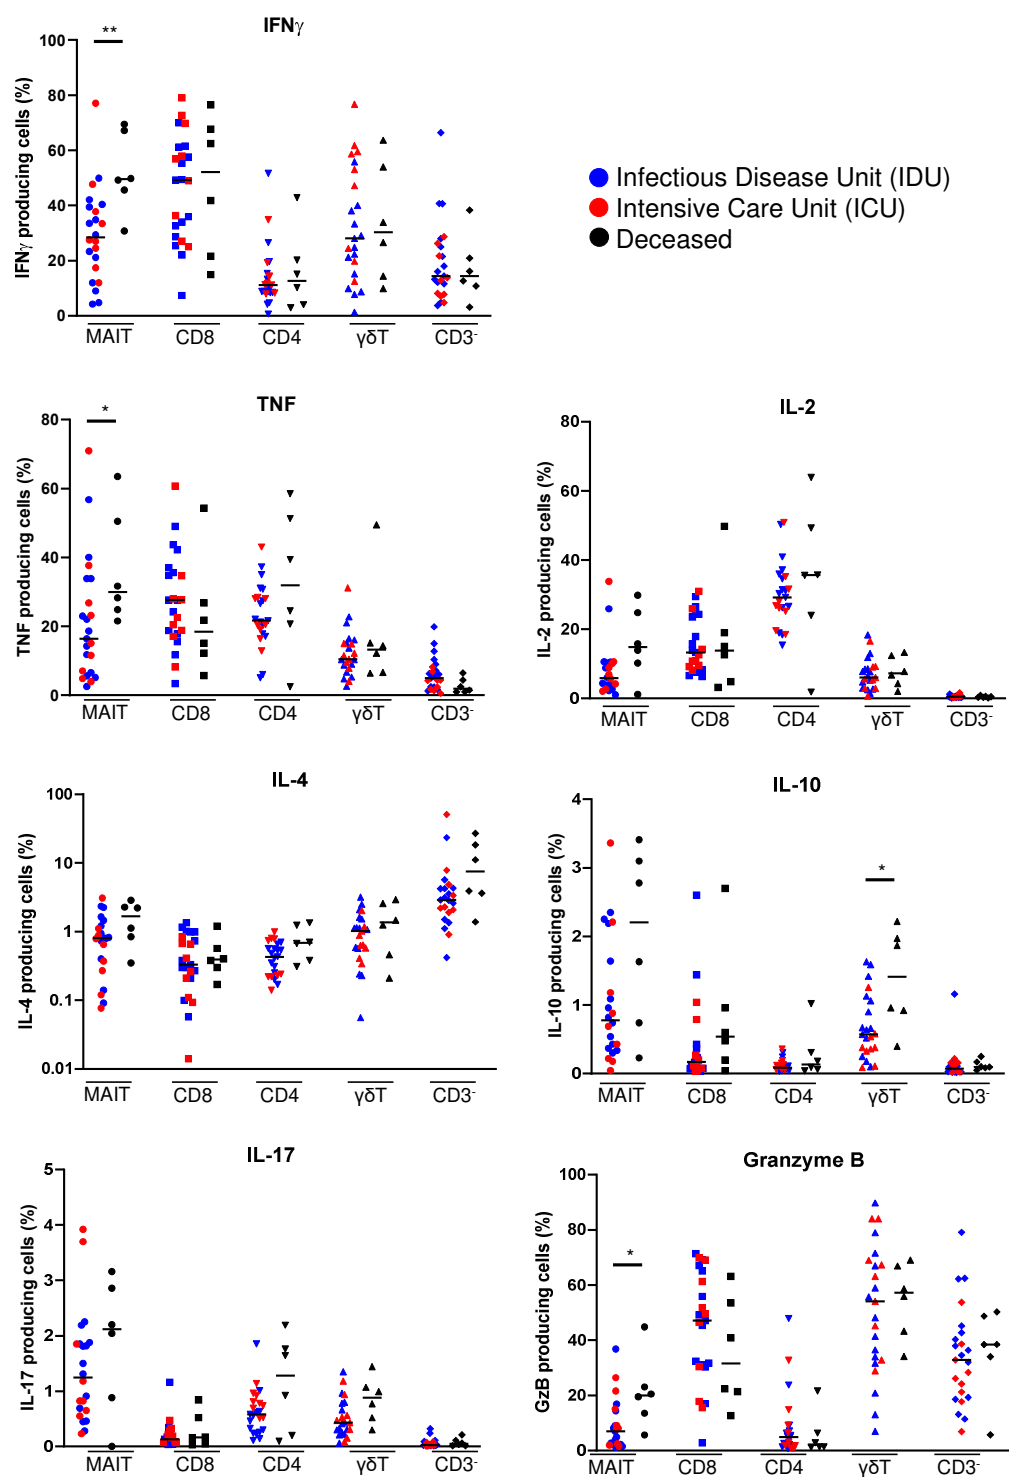 IFNγ
**
IFNγ producing cells (%)
100
80
60
40
20
0
MAIT CD8 CD4 γδT CD3-
Infectious Disease Unit (IDU)
Intensive Care Unit (ICU)
Deceased
TNF
*
TNF producing cells (%)
80
60
40
20
0
MAIT CD8 CD4 γδT CD3-
IL-2
IL-2 producing cells (%)
80
60
40
20
0
MAIT CD8 CD4 γδT CD3-
IL-4
IL-4 producing cells (%)
100
10
1
0.1
0.01
MAIT CD8 CD4 γδT CD3-
IL-10
*
IL-10 producing cells (%)
4
3
2
1
0
MAIT CD8 CD4 γδT CD3-
IL-17
IL-17 producing cells (%)
5
4
3
2
1
0
MAIT CD8 CD4 γδT CD3-
Granzyme B
*
GzB producing cells (%)
100
80
60
40
20
0
MAIT CD8 CD4 γδT CD3-